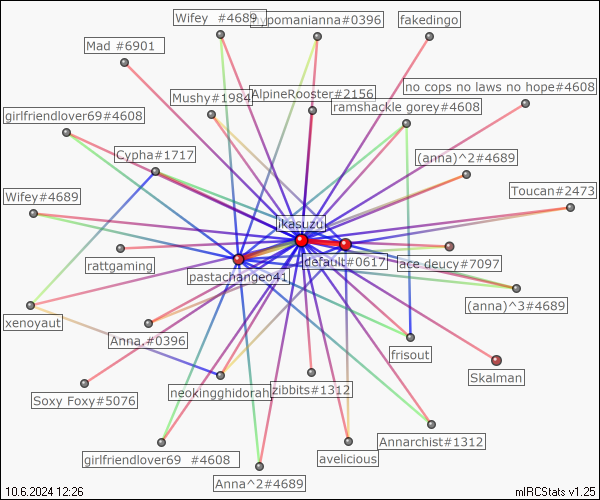 Wifey  #4689
hypomanianna#0396
fakedingo
Mad #6901
no cops no laws no hope#4608
AlpineRooster#2156
Mushy#1984
ramshackle gorey#4608
girlfriendlover69#4608
Cypha#1717
(anna)^2#4689
Toucan#2473
Wifey#4689
ikasuzu
default#0617
rattgaming
pastachangeo41
ace deucy#7097
(anna)^3#4689
xenoyaut
Anna,#0396
frisout
Skalman
neokingghidorah
zibbits#1312
Soxy Foxy#5076
Annarchist#1312
girlfriendlover69  #4608
avelicious
Anna^2#4689
10.6.2024 12:26
mIRCStats v1.25